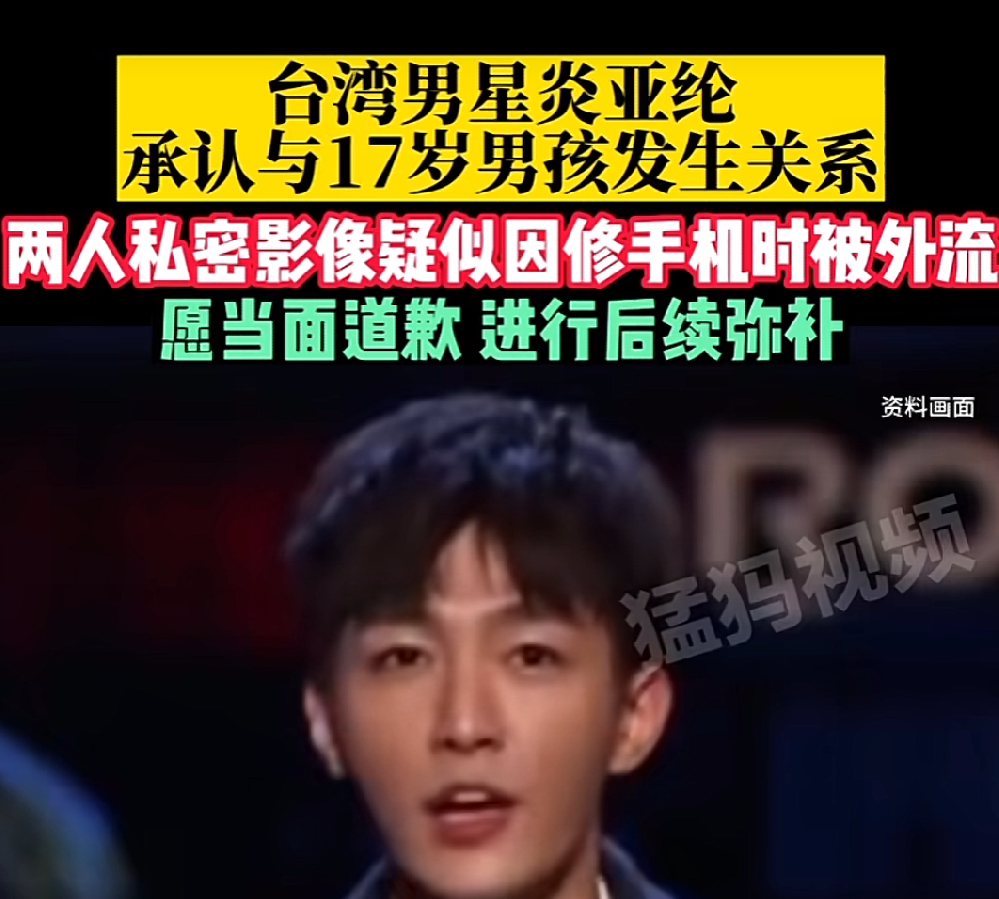 台湾男星炎亚纶
承认与17岁男孩发生关系
两人私密影像疑似因修手机时被外流
愿当面道歉 进行后续弥补
资料画面
RO
猛犸视频